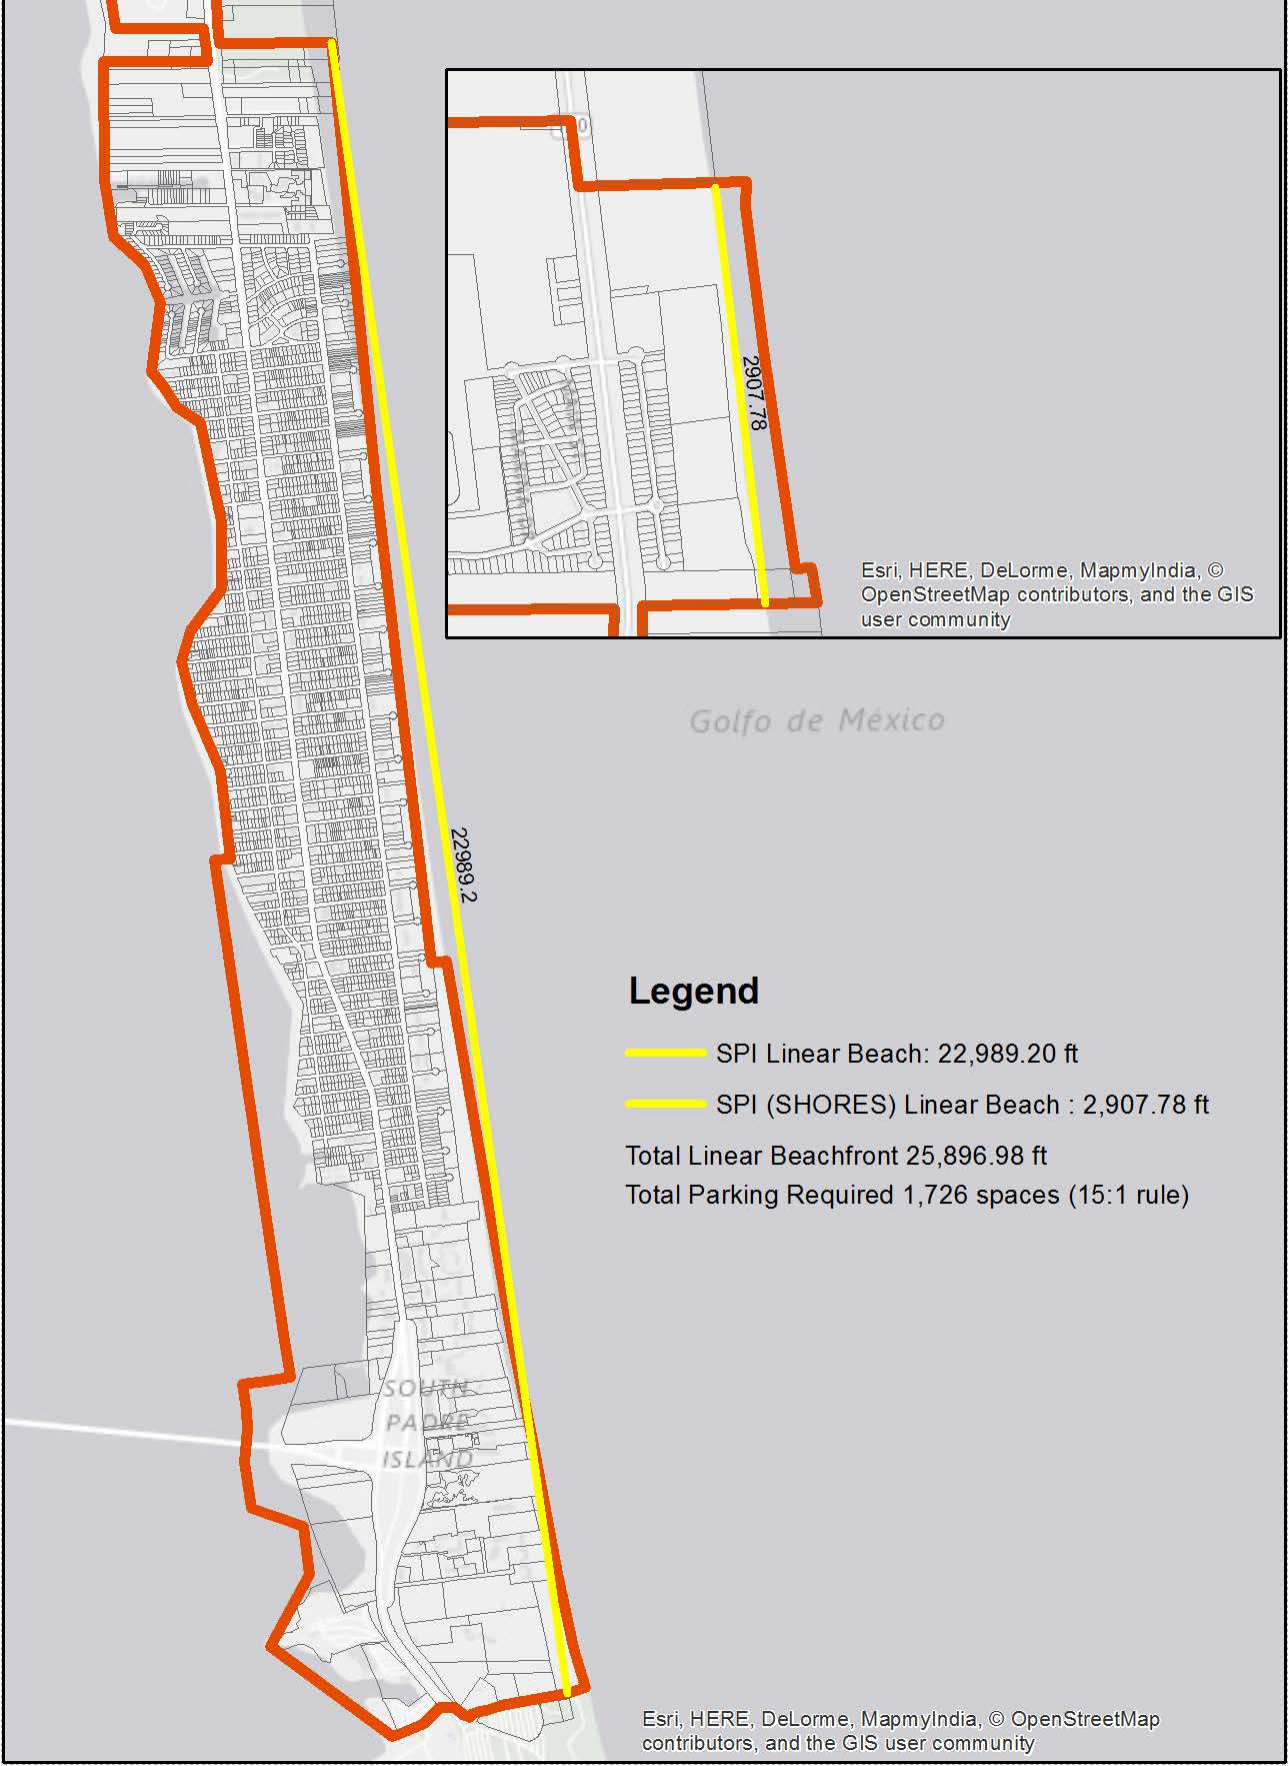 0
2907.78
Esri, HERE, DeLorme, MapmyIndia, ©
OpenStreetMap contributors, and the GIS
user community
Golfo de México
22989.2
Legend
SPI Linear Beach: 22,989.20 ft
SPI (SHORES) Linear Beach : 2,907.78 ft
Total Linear Beachfront 25,896.98 ft
Total Parking Required 1,726 spaces (15:1 rule)
SOUTH
PADRE
ISLAND
Esri, HERE, DeLorme, MapmyIndia, © OpenStreetMap
contributors, and the GIS user community